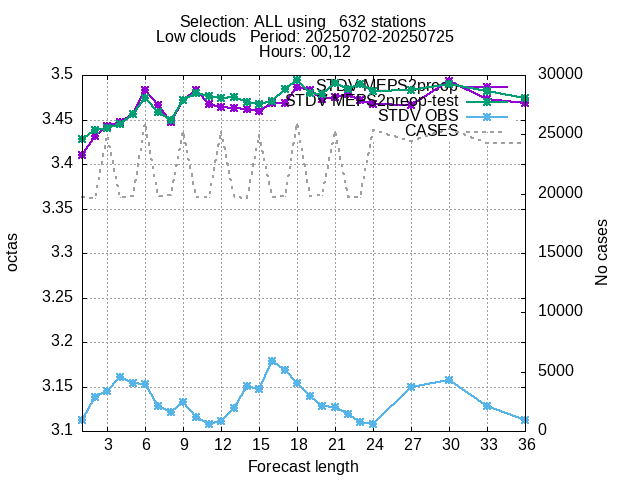 Selection: ALL using   632 stations
Low clouds   Period: 20250702-20250725
Hours: 00,12
STDV MEPS2preop
STDV MEPS2preop-test
STDV OBS
CASES
3.5
3.45
3.4
3.35
3.3
3.25
3.2
3.15
3.1
30000
25000
20000
15000
10000
5000
0
octas
No cases
3 6 9 12 15 18 21 24 27 30 33 36
Forecast length